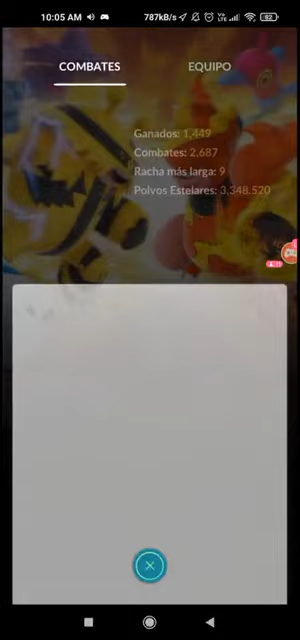 10:05 AM 787kB/s 82
COMBATES EQUIPO
Ganados: 1,449
Combates: 2,687
Racha más larga: 9
Polvos Estelares: 3.348.520